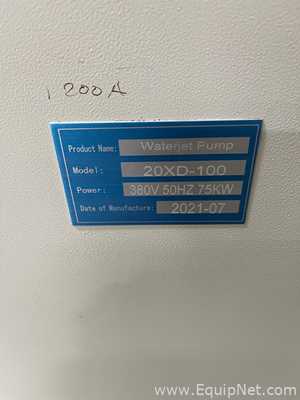 200A
Product Name: Waterjet Pump
Model: 20XD-100
Power: 380V 50HZ 75KW
Date of Manufacture: 2021-07
www.EquipNet.com